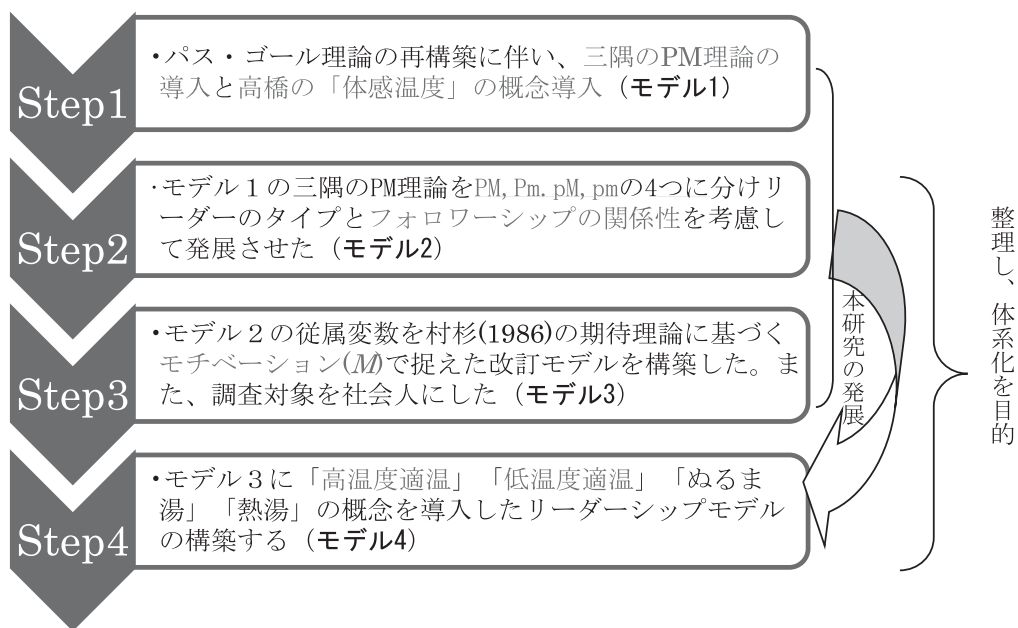 Step1
・パス・ゴール理論の再構築に伴い、三隅のPM理論の
導入と高橋の「体感温度」の概念導入（モデル1）
Step2
・モデル１の三隅のPM理論をPM,Pm.pM,pmの4つに分けリ
ーダーのタイプとフォロワーシップの関係性を考慮し
て発展させた（モデル2）
Step3
・モデル２の従属変数を村杉(1986)の期待理論に基づく
モチベーション(M)で捉えた改訂モデルを構築した。ま
た、調査対象を社会人にした（モデル3）
Step4
・モデル３に「高温度適温」「低温度適温」「ぬるま
湯」「熱湯」の概念を導入したリーダーシップモデル
の構築する（モデル4）
本研究の発展
整理し、体系化を目的